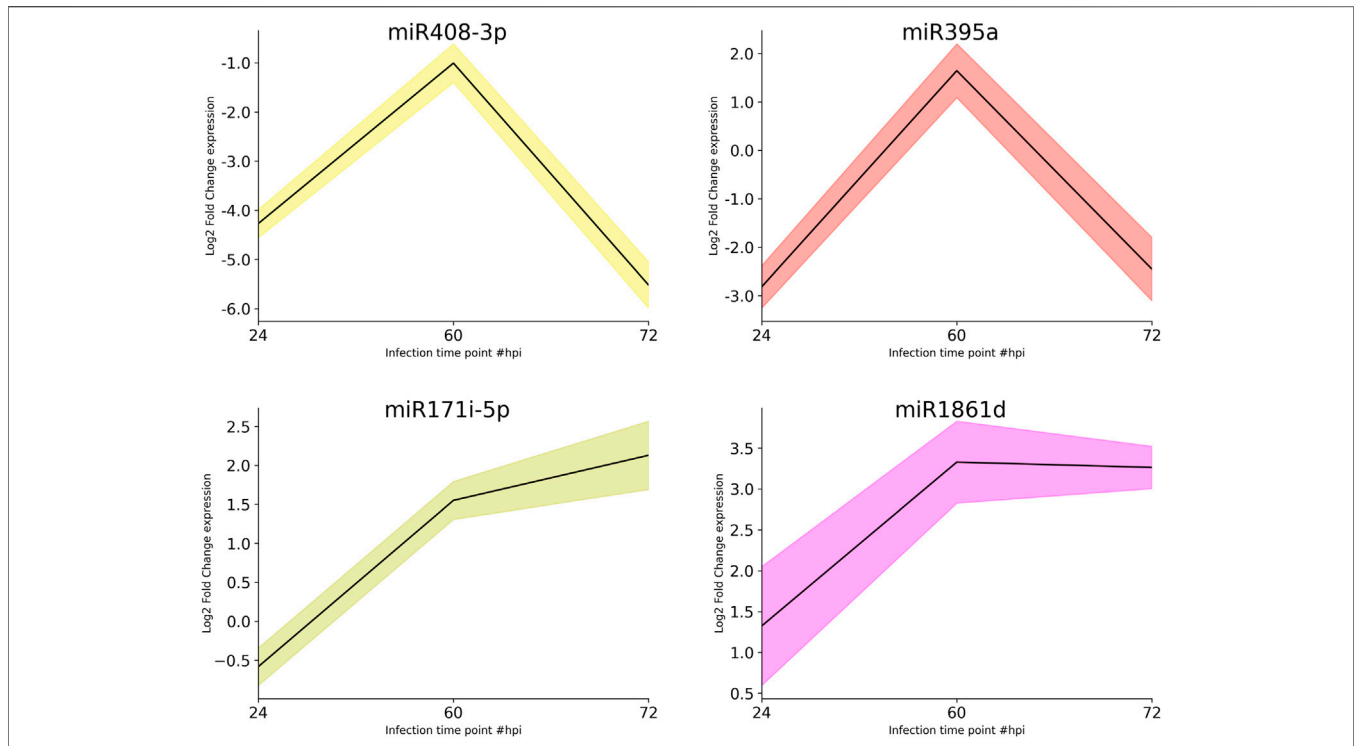 miR408-3p
-1.0
-2.0
-3.0
-4.0
-5.0
-6.0
Log2 Fold Change expression
24 60 72
Infection time point #hpi
miR395a
2.0
1.0
0.0
-1.0
-2.0
-3.0
Log2 Fold Change expression
24 60 72
Infection time point #hpi
miR171i-5p
2.5
2.0
1.5
1.0
0.5
0.0
−0.5
Log2 Fold Change expression
24 60 72
Infection time point #hpi
miR1861d
3.5
3.0
2.5
2.0
1.5
1.0
0.5
Log2 Fold Change expression
24 60 72
Infection time point #hpi